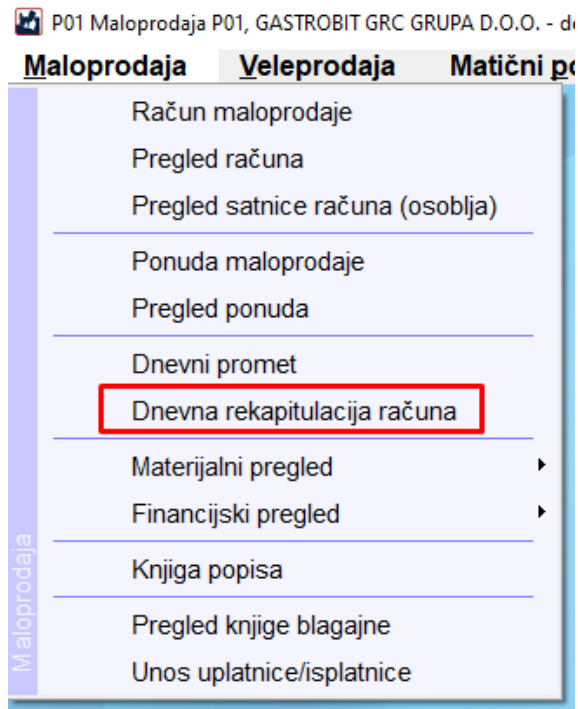 P01 Maloprodaja P01, GASTROBIT GRC GRUPA D.O.O. - d
Maloprodaja Veleprodaja Matični p
Račun maloprodaje
Pregled računa
Pregled satnice računa (osoblja)
Ponuda maloprodaje
Pregled ponuda
Dnevni promet
Dnevna rekapitulacija računa
Materijalni pregled
Financijski pregled
Knjiga popisa
Pregled knjige blagajne
Unos uplatnice/isplatnice
Maloprodaja